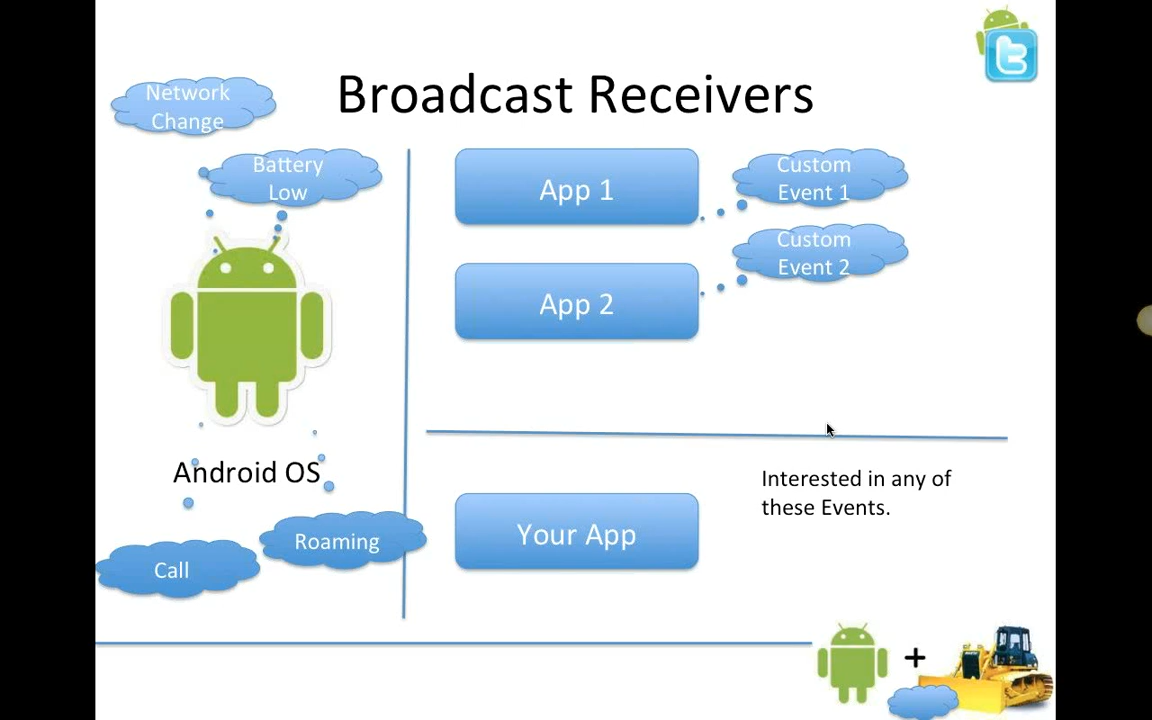 Broadcast Receivers
Network
Change
Battery
Low
Android OS
Call
Roaming
App 1
Custom
Event 1
App 2
Custom
Event 2
Your App
Interested in any of
these Events.
+